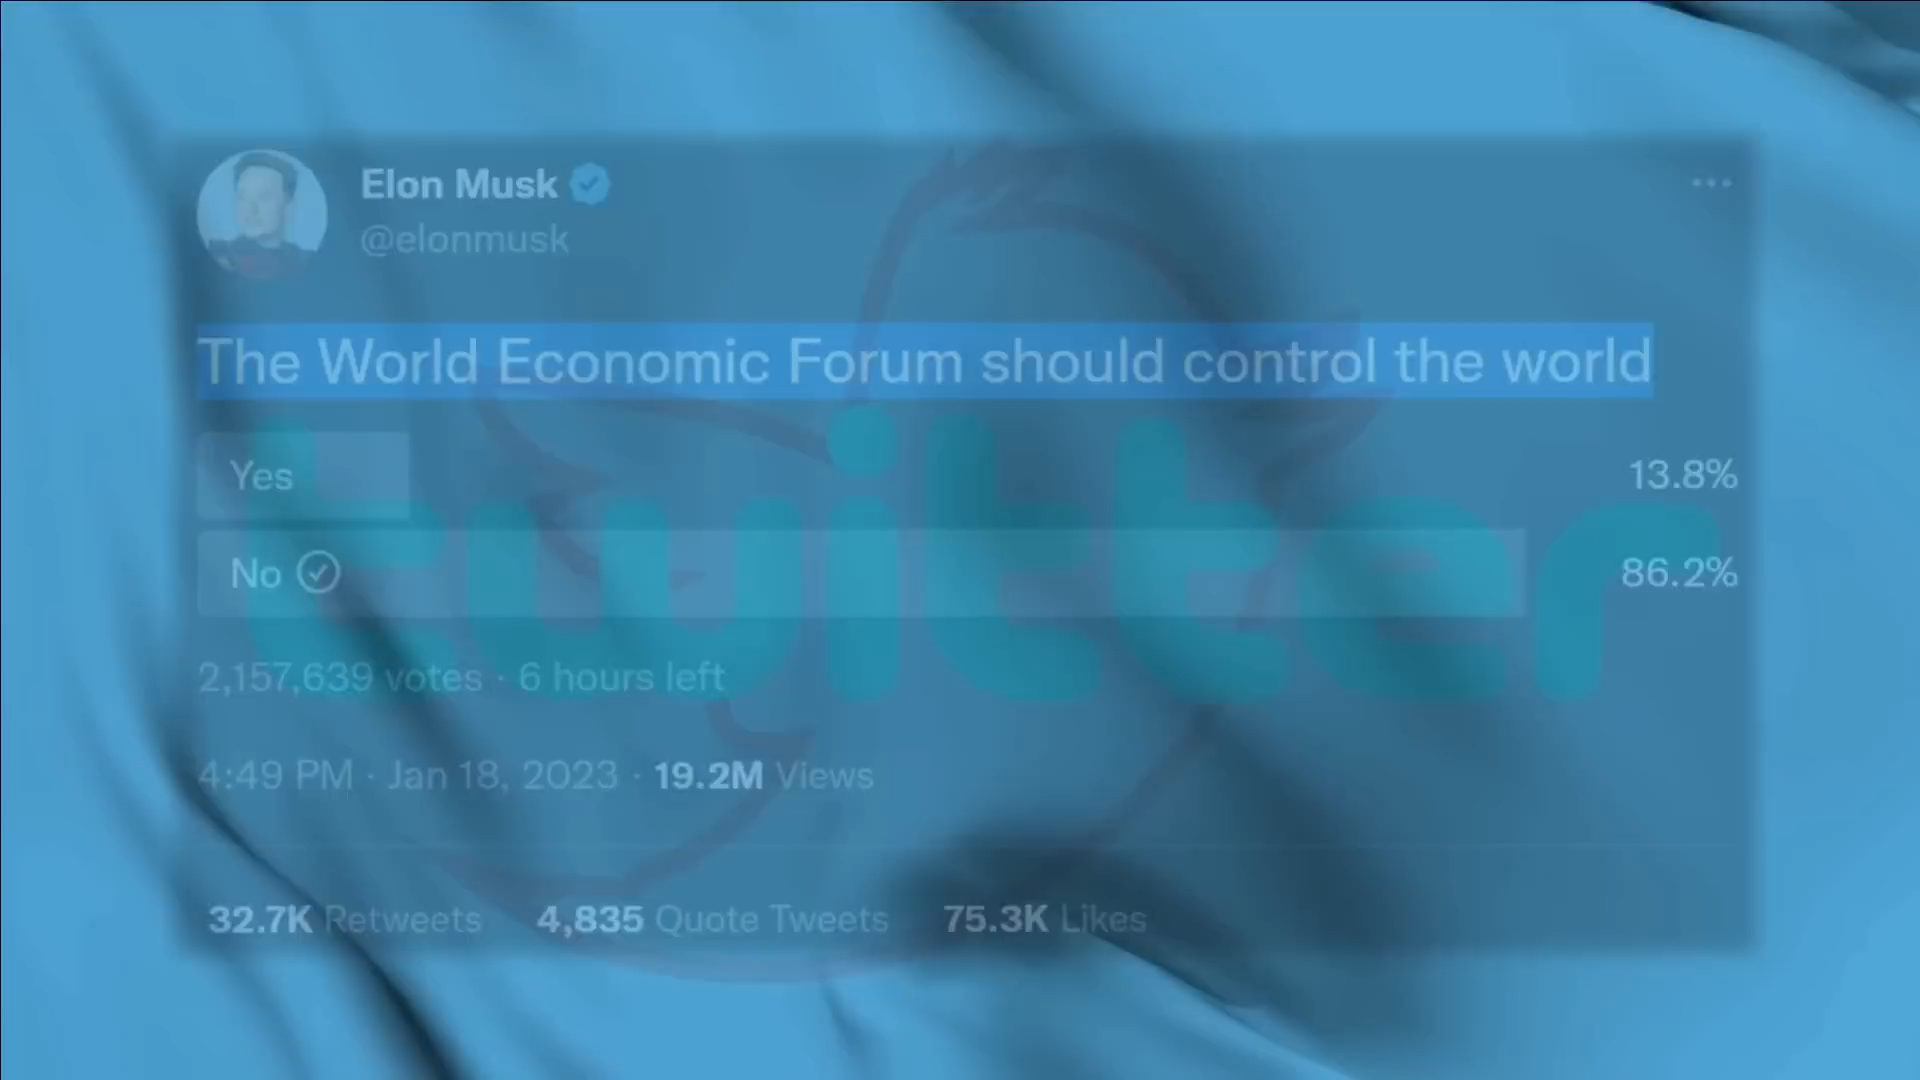 Elon Musk
@elonmusk
The World Economic Forum should control the world
Yes 13.8%
No 86.2%
twitter
2,157,639 votes · 6 hours left
4:49 PM · Jan 18, 2023 · 19.2M Views
32.7K Retweets 4,835 Quote Tweets 75.3K Likes